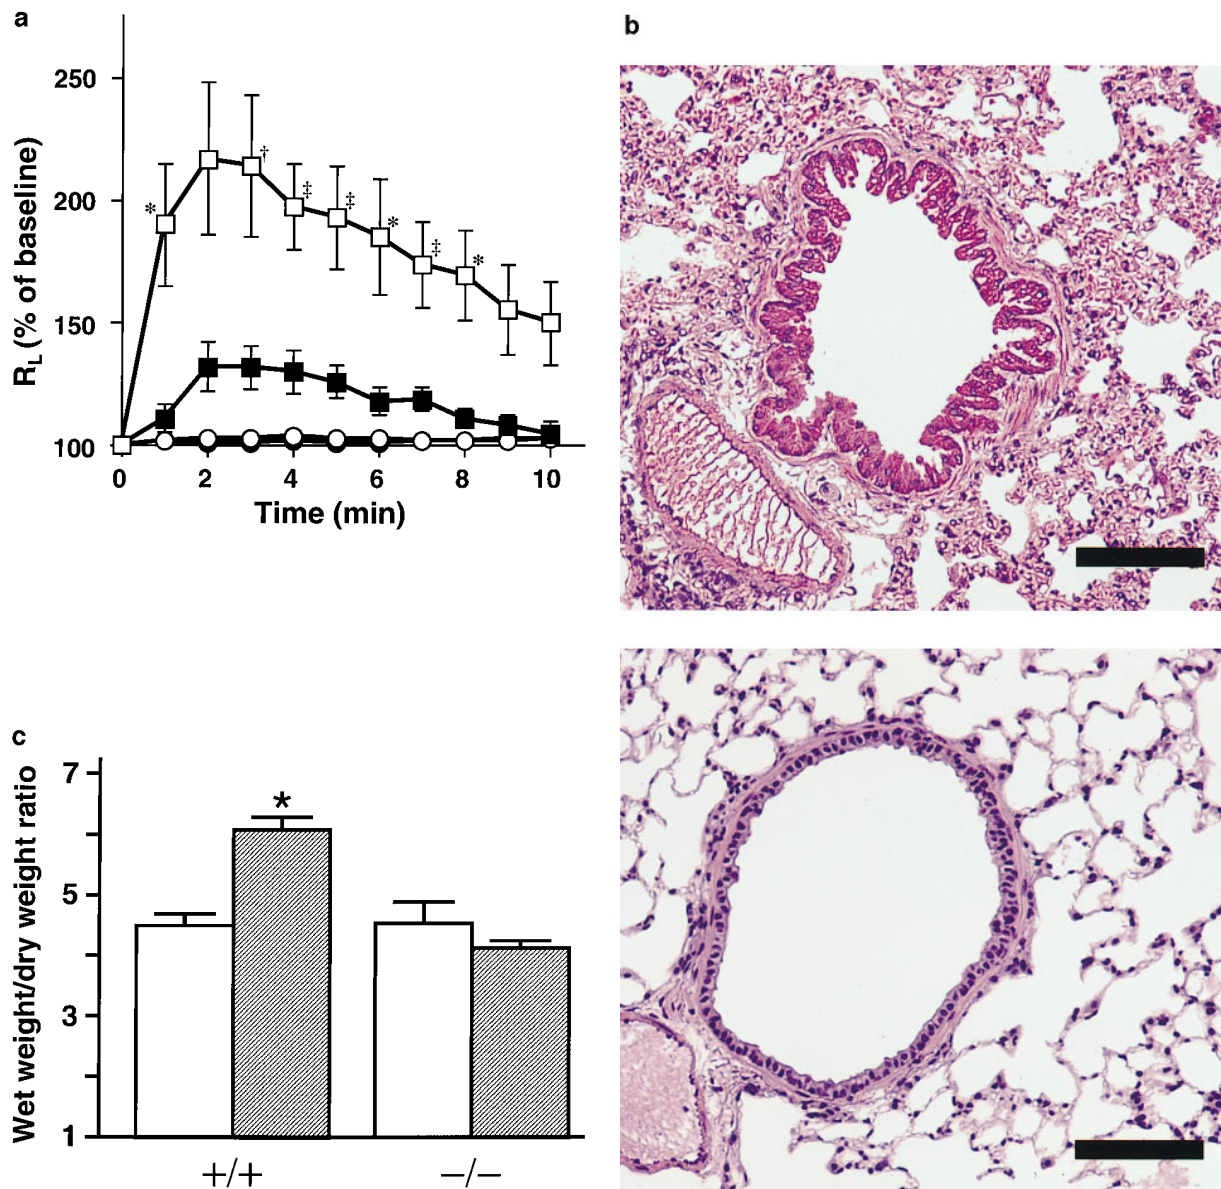 a
b
250
200
150
100
R_L (% of baseline)
* † ‡ ‡ * ‡ *
0 2 4 6 8 10
Time (min)
c
7
5
3
1
Wet weight/dry weight ratio
*
+/+ −/−